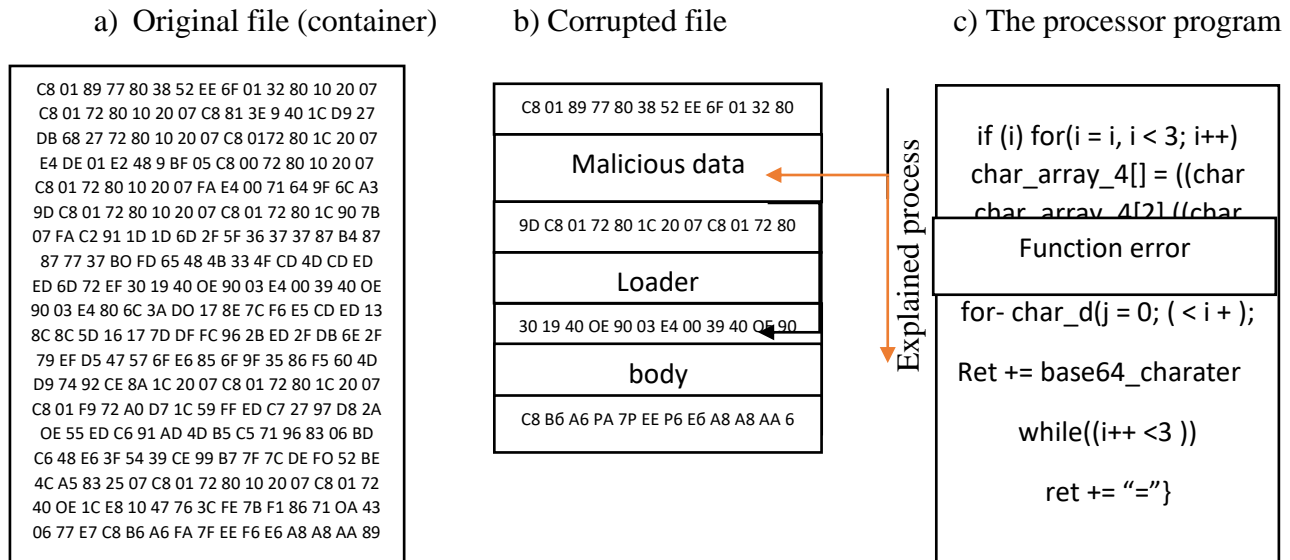 a) Original file (container)
b) Corrupted file
c) The processor program
C8 01 89 77 80 38 52 EE 6F 01 32 80 10 20 07
C8 01 72 80 10 20 07 C8 81 3E 9 40 1C D9 27
DB 68 27 72 80 10 20 07 C8 0172 80 1C 20 07
E4 DE 01 E2 48 9 BF 05 C8 00 72 80 10 20 07
C8 01 72 80 10 20 07 FA E4 00 71 64 9F 6C A3
9D C8 01 72 80 10 20 07 C8 01 72 80 1C 90 7B
07 FA C2 91 1D 1D 6D 2F 5F 36 37 37 87 B4 87
87 77 37 BO FD 65 48 4B 33 4F CD 4D CD ED
ED 6D 72 EF 30 19 40 OE 90 03 E4 00 39 40 OE
90 03 E4 80 6C 3A DO 17 8E 7C F6 E5 CD ED 13
8C 8C 5D 16 17 7D DF FC 96 2B ED 2F DB 6E 2F
79 EF D5 47 57 6F E6 85 6F 9F 35 86 F5 60 4D
D9 74 92 CE 8A 1C 20 07 C8 01 72 80 1C 20 07
C8 01 F9 72 A0 D7 1C 59 FF ED C7 27 97 D8 2A
OE 55 ED C6 91 AD 4D B5 C5 71 96 83 06 BD
C6 48 E6 3F 54 39 CE 99 B7 7F 7C DE FO 52 BE
4C A5 83 25 07 C8 01 72 80 10 20 07 C8 01 72
40 OE 1C E8 10 47 76 3C FE 7B F1 86 71 OA 43
06 77 E7 C8 B6 A6 FA 7F EE F6 E6 A8 A8 AA 89
C8 01 89 77 80 38 52 EE 6F 01 32 80
Malicious data
9D C8 01 72 80 1C 20 07 C8 01 72 80
Loader
30 19 40 OE 90 03 E4 00 39 40 OE 90
body
C8 B6 A6 PA 7P EE P6 E6 A8 A8 AA 6
Explained process
if (i) for(i = i, i < 3; i++)
char_array_4[] = ((char
char_array_4[2] ((char
Function error
for- char_d(j = 0; ( < i + );
Ret += base64_charater
while((i++ <3 ))
ret += “=”}